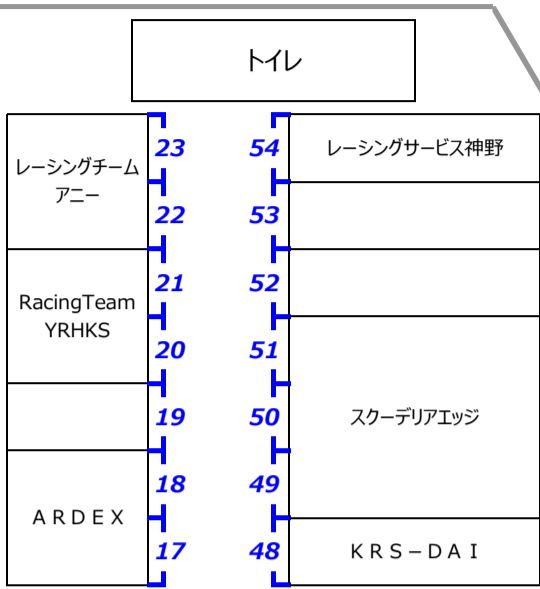 トイレ
レーシングチーム
アニー
23
54
レーシングサービス神野
22
53
RacingTeam
YRHKS
21
52
20
51
19
50
スクーデリアエッジ
18
49
ＡＲＤＥＸ
17
48
ＫＲＳ－ＤＡＩ